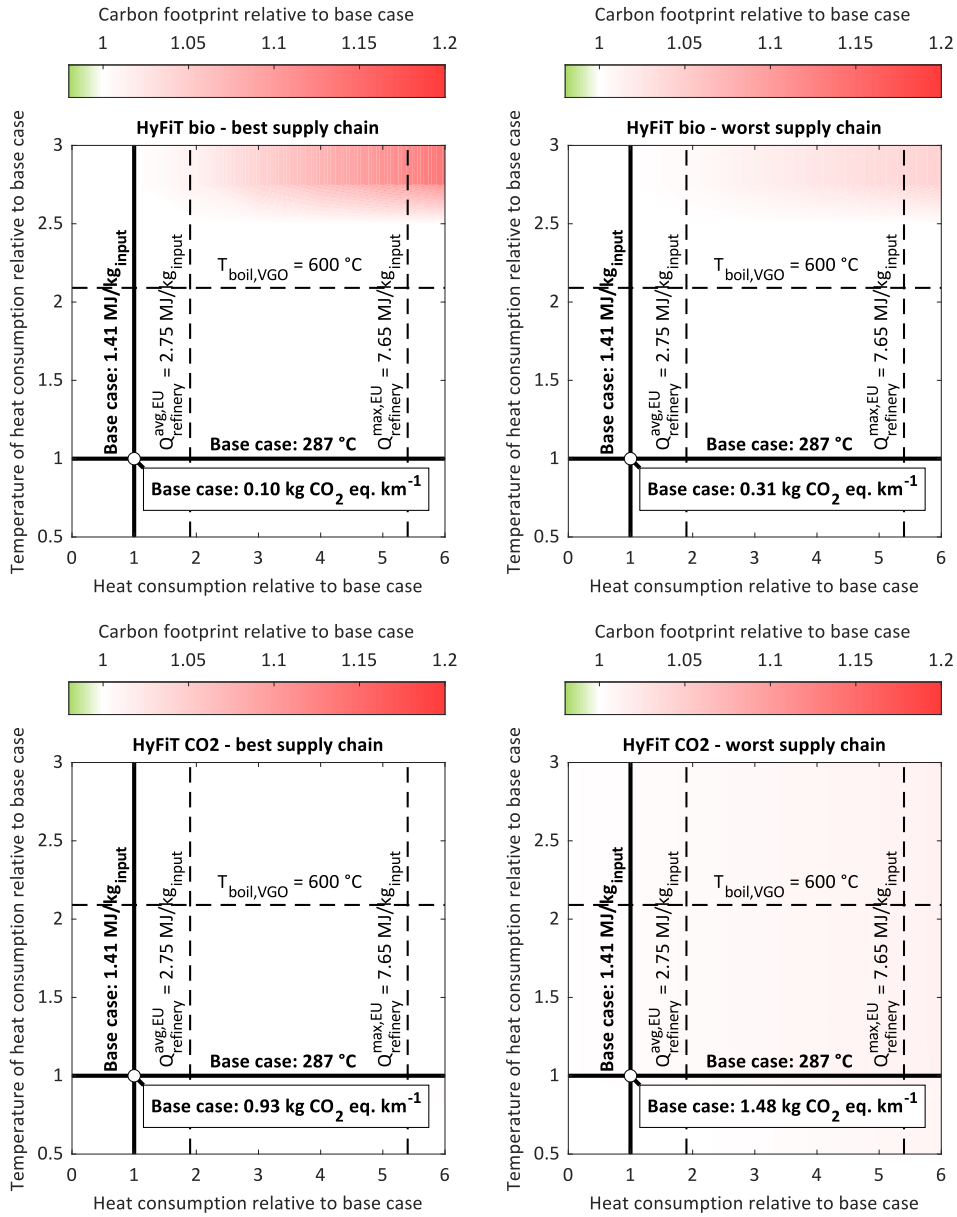 Carbon footprint relative to base case
1 1.05 1.1 1.15 1.2
HyFiT bio - best supply chain
Temperature of heat consumption relative to base case
3
2.5
2
1.5
1
0.5
Base case: 1.41 MJ/kg_input
Q_refinery^avg,EU = 2.75 MJ/kg_input
T_boil,VGO = 600 °C
Q_refinery^max,EU = 7.65 MJ/kg_input
Base case: 287 °C
Base case: 0.10 kg CO_2 eq. km^-1
0 1 2 3 4 5 6
Heat consumption relative to base case
Carbon footprint relative to base case
1 1.05 1.1 1.15 1.2
HyFiT bio - worst supply chain
Temperature of heat consumption relative to base case
3
2.5
2
1.5
1
0.5
Base case: 1.41 MJ/kg_input
Q_refinery^avg,EU = 2.75 MJ/kg_input
T_boil,VGO = 600 °C
Q_refinery^max,EU = 7.65 MJ/kg_input
Base case: 287 °C
Base case: 0.31 kg CO_2 eq. km^-1
0 1 2 3 4 5 6
Heat consumption relative to base case
Carbon footprint relative to base case
1 1.05 1.1 1.15 1.2
HyFiT CO2 - best supply chain
Temperature of heat consumption relative to base case
3
2.5
2
1.5
1
0.5
Base case: 1.41 MJ/kg_input
Q_refinery^avg,EU = 2.75 MJ/kg_input
T_boil,VGO = 600 °C
Q_refinery^max,EU = 7.65 MJ/kg_input
Base case: 287 °C
Base case: 0.93 kg CO_2 eq. km^-1
0 1 2 3 4 5 6
Heat consumption relative to base case
Carbon footprint relative to base case
1 1.05 1.1 1.15 1.2
HyFiT CO2 - worst supply chain
Temperature of heat consumption relative to base case
3
2.5
2
1.5
1
0.5
Base case: 1.41 MJ/kg_input
Q_refinery^avg,EU = 2.75 MJ/kg_input
T_boil,VGO = 600 °C
Q_refinery^max,EU = 7.65 MJ/kg_input
Base case: 287 °C
Base case: 1.48 kg CO_2 eq. km^-1
0 1 2 3 4 5 6
Heat consumption relative to base case